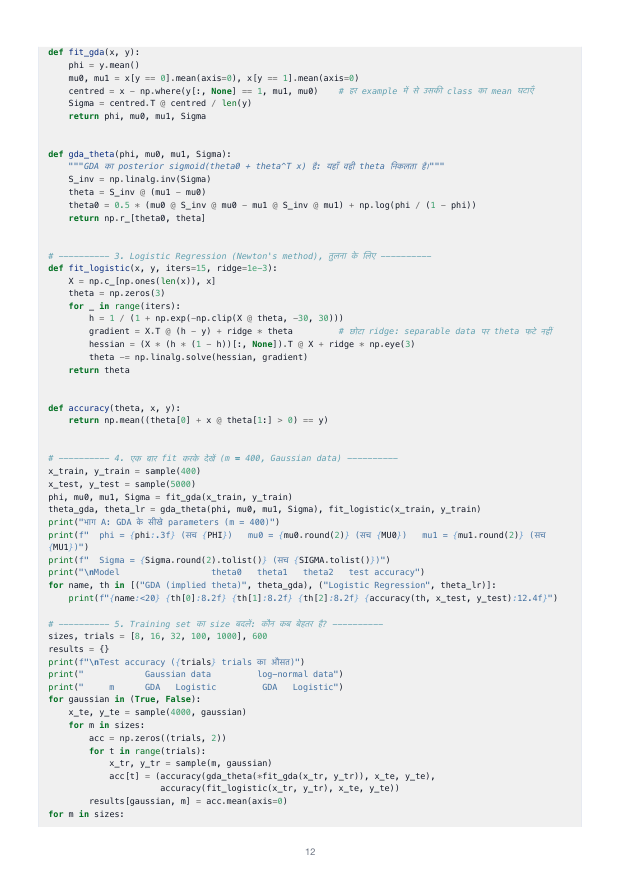 def fit_gda(x, y):
    phi = y.mean()
    mu0, mu1 = x[y == 0].mean(axis=0), x[y == 1].mean(axis=0)
    centred = x − np.where(y[:, None] == 1, mu1, mu0)    # हर example में से उसकी class का mean घटाएँ
    Sigma = centred.T @ centred / len(y)
    return phi, mu0, mu1, Sigma
def gda_theta(phi, mu0, mu1, Sigma):
    """GDA का posterior sigmoid(theta0 + theta^T x) है: यहाँ वही theta निकलता है।"""
    S_inv = np.linalg.inv(Sigma)
    theta = S_inv @ (mu1 − mu0)
    theta0 = 0.5 * (mu0 @ S_inv @ mu0 − mu1 @ S_inv @ mu1) + np.log(phi / (1 − phi))
    return np.r_[theta0, theta]
# −−−−−−−−−− 3. Logistic Regression (Newton's method), तुलना के लिए −−−−−−−−−−
def fit_logistic(x, y, iters=15, ridge=1e−3):
    X = np.c_[np.ones(len(x)), x]
    theta = np.zeros(3)
    for _ in range(iters):
        h = 1 / (1 + np.exp(−np.clip(X @ theta, −30, 30)))
        gradient = X.T @ (h − y) + ridge * theta         # छोटा ridge: separable data पर theta फटे नहीं
        hessian = (X * (h * (1 − h))[:, None]).T @ X + ridge * np.eye(3)
        theta −= np.linalg.solve(hessian, gradient)
    return theta
def accuracy(theta, x, y):
    return np.mean((theta[0] + x @ theta[1:] > 0) == y)
# −−−−−−−−−− 4. एक बार fit करके देखें (m = 400, Gaussian data) −−−−−−−−−−
x_train, y_train = sample(400)
x_test, y_test = sample(5000)
phi, mu0, mu1, Sigma = fit_gda(x_train, y_train)
theta_gda, theta_lr = gda_theta(phi, mu0, mu1, Sigma), fit_logistic(x_train, y_train)
print("भाग A: GDA के सीखे parameters (m = 400)")
print(f"  phi = {phi:.3f} (सच {PHI})   mu0 = {mu0.round(2)} (सच {MU0})   mu1 = {mu1.round(2)} (सच
{MU1})")
print(f"  Sigma = {Sigma.round(2).tolist()} (सच {SIGMA.tolist()})")
print("\nModel                  theta0   theta1   theta2   test accuracy")
for name, th in [("GDA (implied theta)", theta_gda), ("Logistic Regression", theta_lr)]:
    print(f"{name:<20} {th[0]:8.2f} {th[1]:8.2f} {th[2]:8.2f} {accuracy(th, x_test, y_test):12.4f}")
# −−−−−−−−−− 5. Training set का size बदलें: कौन कब बेहतर है? −−−−−−−−−−
sizes, trials = [8, 16, 32, 100, 1000], 600
results = {}
print(f"\nTest accuracy ({trials} trials का औसत)")
print("            Gaussian data         log−normal data")
print("     m      GDA   Logistic         GDA   Logistic")
for gaussian in (True, False):
    x_te, y_te = sample(4000, gaussian)
    for m in sizes:
        acc = np.zeros((trials, 2))
        for t in range(trials):
            x_tr, y_tr = sample(m, gaussian)
            acc[t] = (accuracy(gda_theta(*fit_gda(x_tr, y_tr)), x_te, y_te),
                      accuracy(fit_logistic(x_tr, y_tr), x_te, y_te))
        results[gaussian, m] = acc.mean(axis=0)
for m in sizes:
12